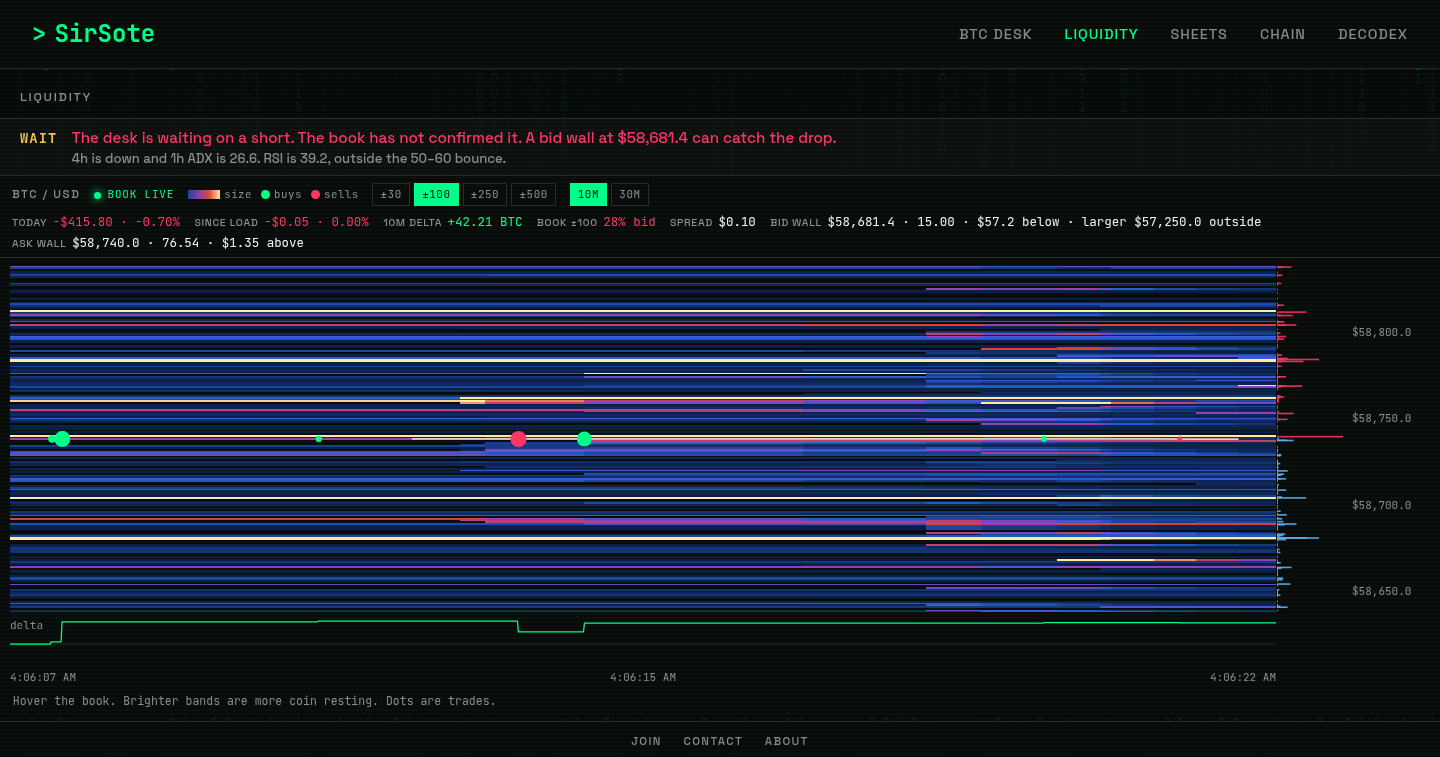 > SirSote
BTC DESK LIQUIDITY SHEETS CHAIN DECODEX
LIQUIDITY
WAIT The desk is waiting on a short. The book has not confirmed it. A bid wall at $58,681.4 can catch the drop.
4h is down and 1h ADX is 26.6. RSI is 39.2, outside the 50–60 bounce.
BTC / USD BOOK LIVE size buys sells ±30 ±100 ±250 ±500 10M 30M
TODAY -$415.80 · -0.70% SINCE LOAD -$0.05 · 0.00% 10M DELTA +42.21 BTC BOOK ±100 28% bid SPREAD $0.10 BID WALL $58,681.4 · 15.00 · $57.2 below · larger $57,250.0 outside
ASK WALL $58,740.0 · 76.54 · $1.35 above
$58,800.0
$58,750.0
$58,700.0
$58,650.0
delta
4:06:07 AM 4:06:15 AM 4:06:22 AM
Hover the book. Brighter bands are more coin resting. Dots are trades.
JOIN CONTACT ABOUT